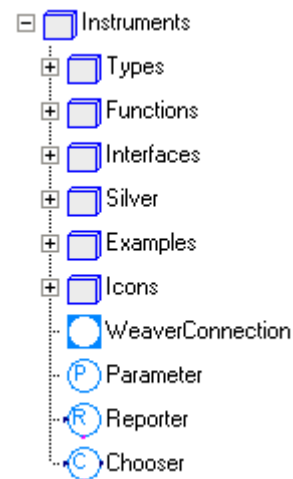 Instruments
Types
Functions
Interfaces
Silver
Examples
Icons
WeaverConnection
P Parameter
R Reporter
C Chooser